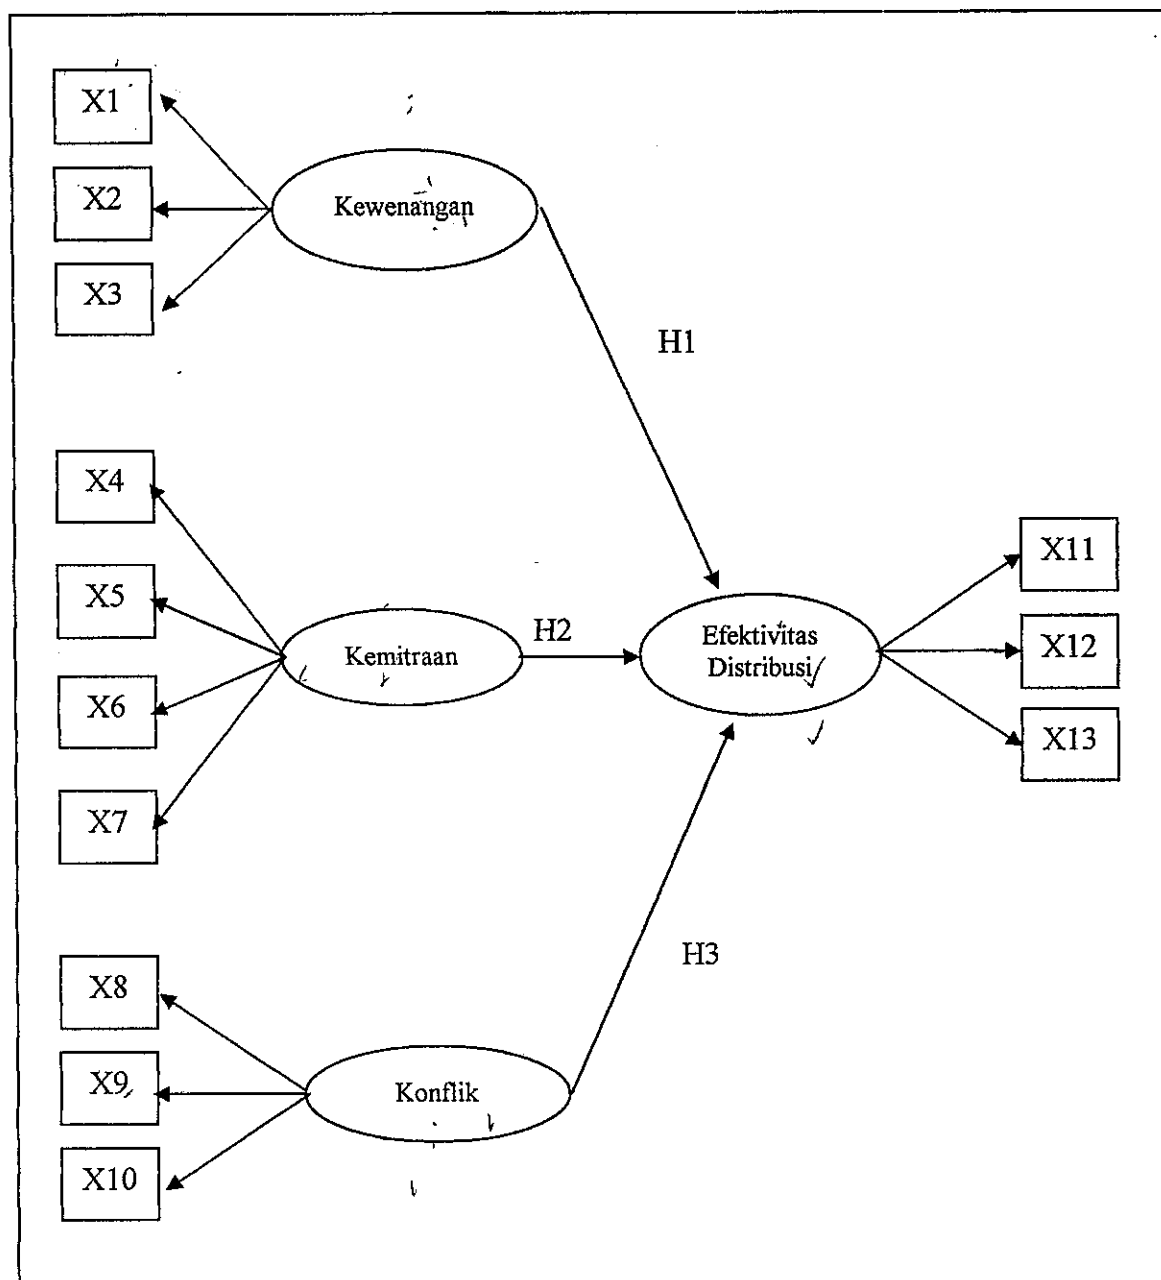 X1
X2
X3
Kewenangan
H1
X4
X5
X6
X7
Kemitraan
H2
Efektivitas
Distribusi
X11
X12
X13
H3
X8
X9
X10
Konflik